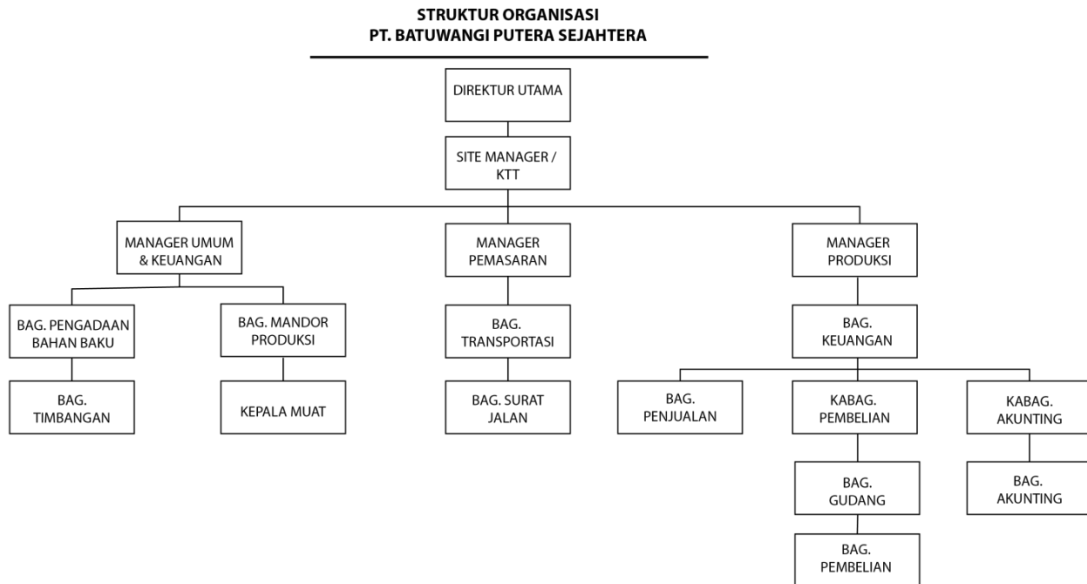 STRUKTUR ORGANISASI
PT. BATUWANGI PUTERA SEJAHTERA
DIREKTUR UTAMA
SITE MANAGER /
KTT
MANAGER UMUM
& KEUANGAN
MANAGER
PEMASARAN
MANAGER
PRODUKSI
BAG. PENGADAAN
BAHAN BAKU
BAG. MANDOR
PRODUKSI
BAG.
TRANSPORTASI
BAG.
KEUANGAN
BAG.
TIMBANGAN
KEPALA MUAT
BAG. SURAT
JALAN
BAG.
PENJUALAN
KABAG.
PEMBELIAN
KABAG.
AKUNTING
BAG.
GUDANG
BAG.
AKUNTING
BAG.
PEMBELIAN